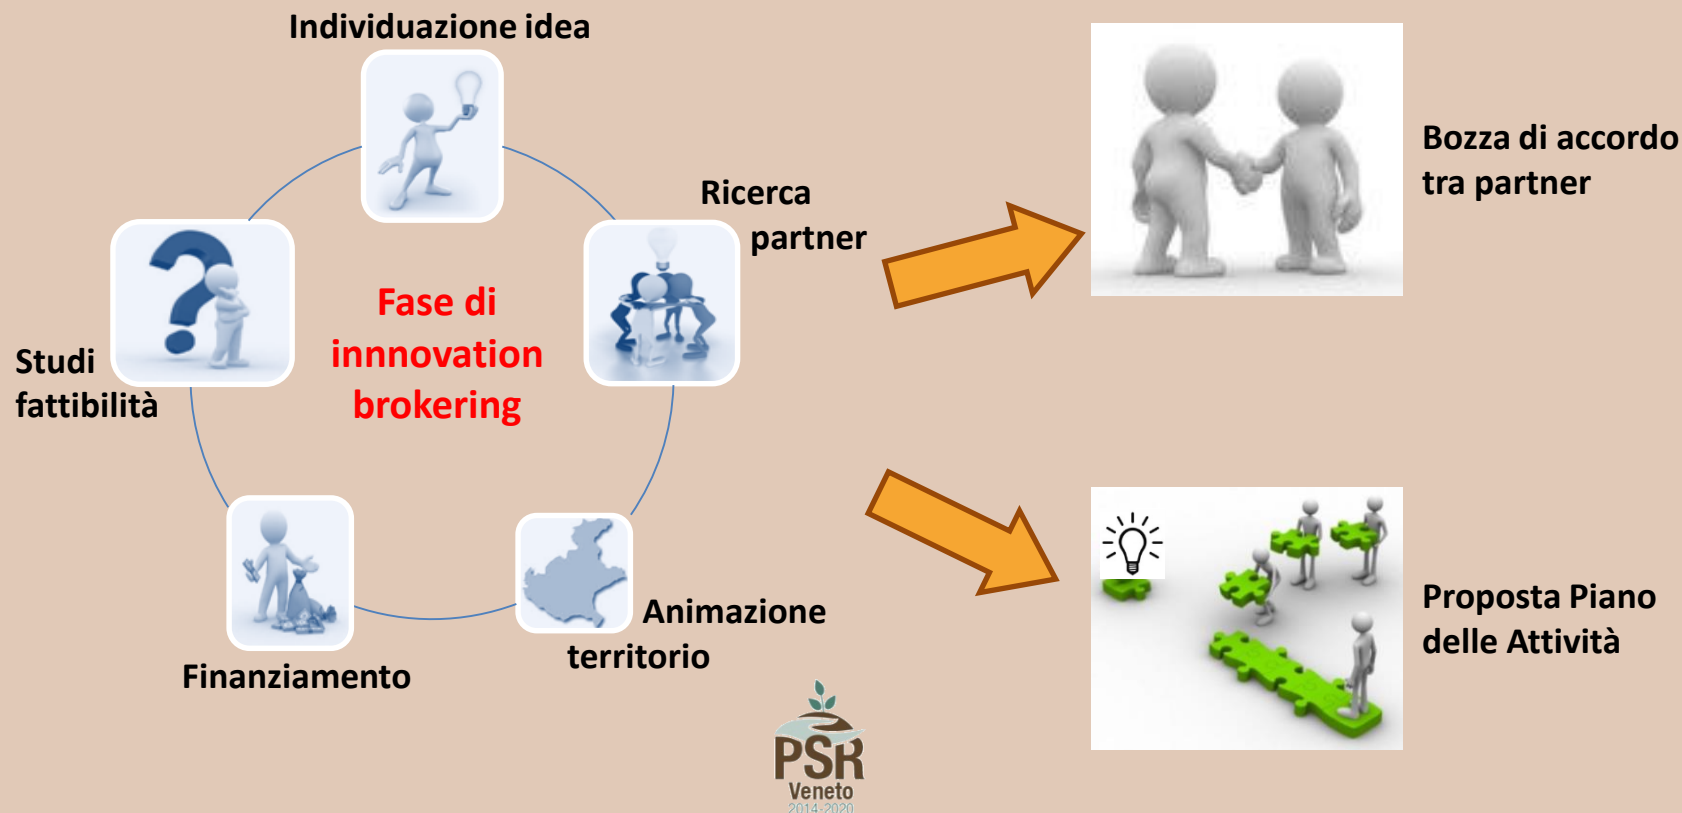 Individuazione idea
Ricerca
partner
Fase di
innnovation
brokering
Studi
fattibilità
Animazione
territorio
Finanziamento
Bozza di accordo
tra partner
Proposta Piano
delle Attività
PSR
Veneto
2014-2020